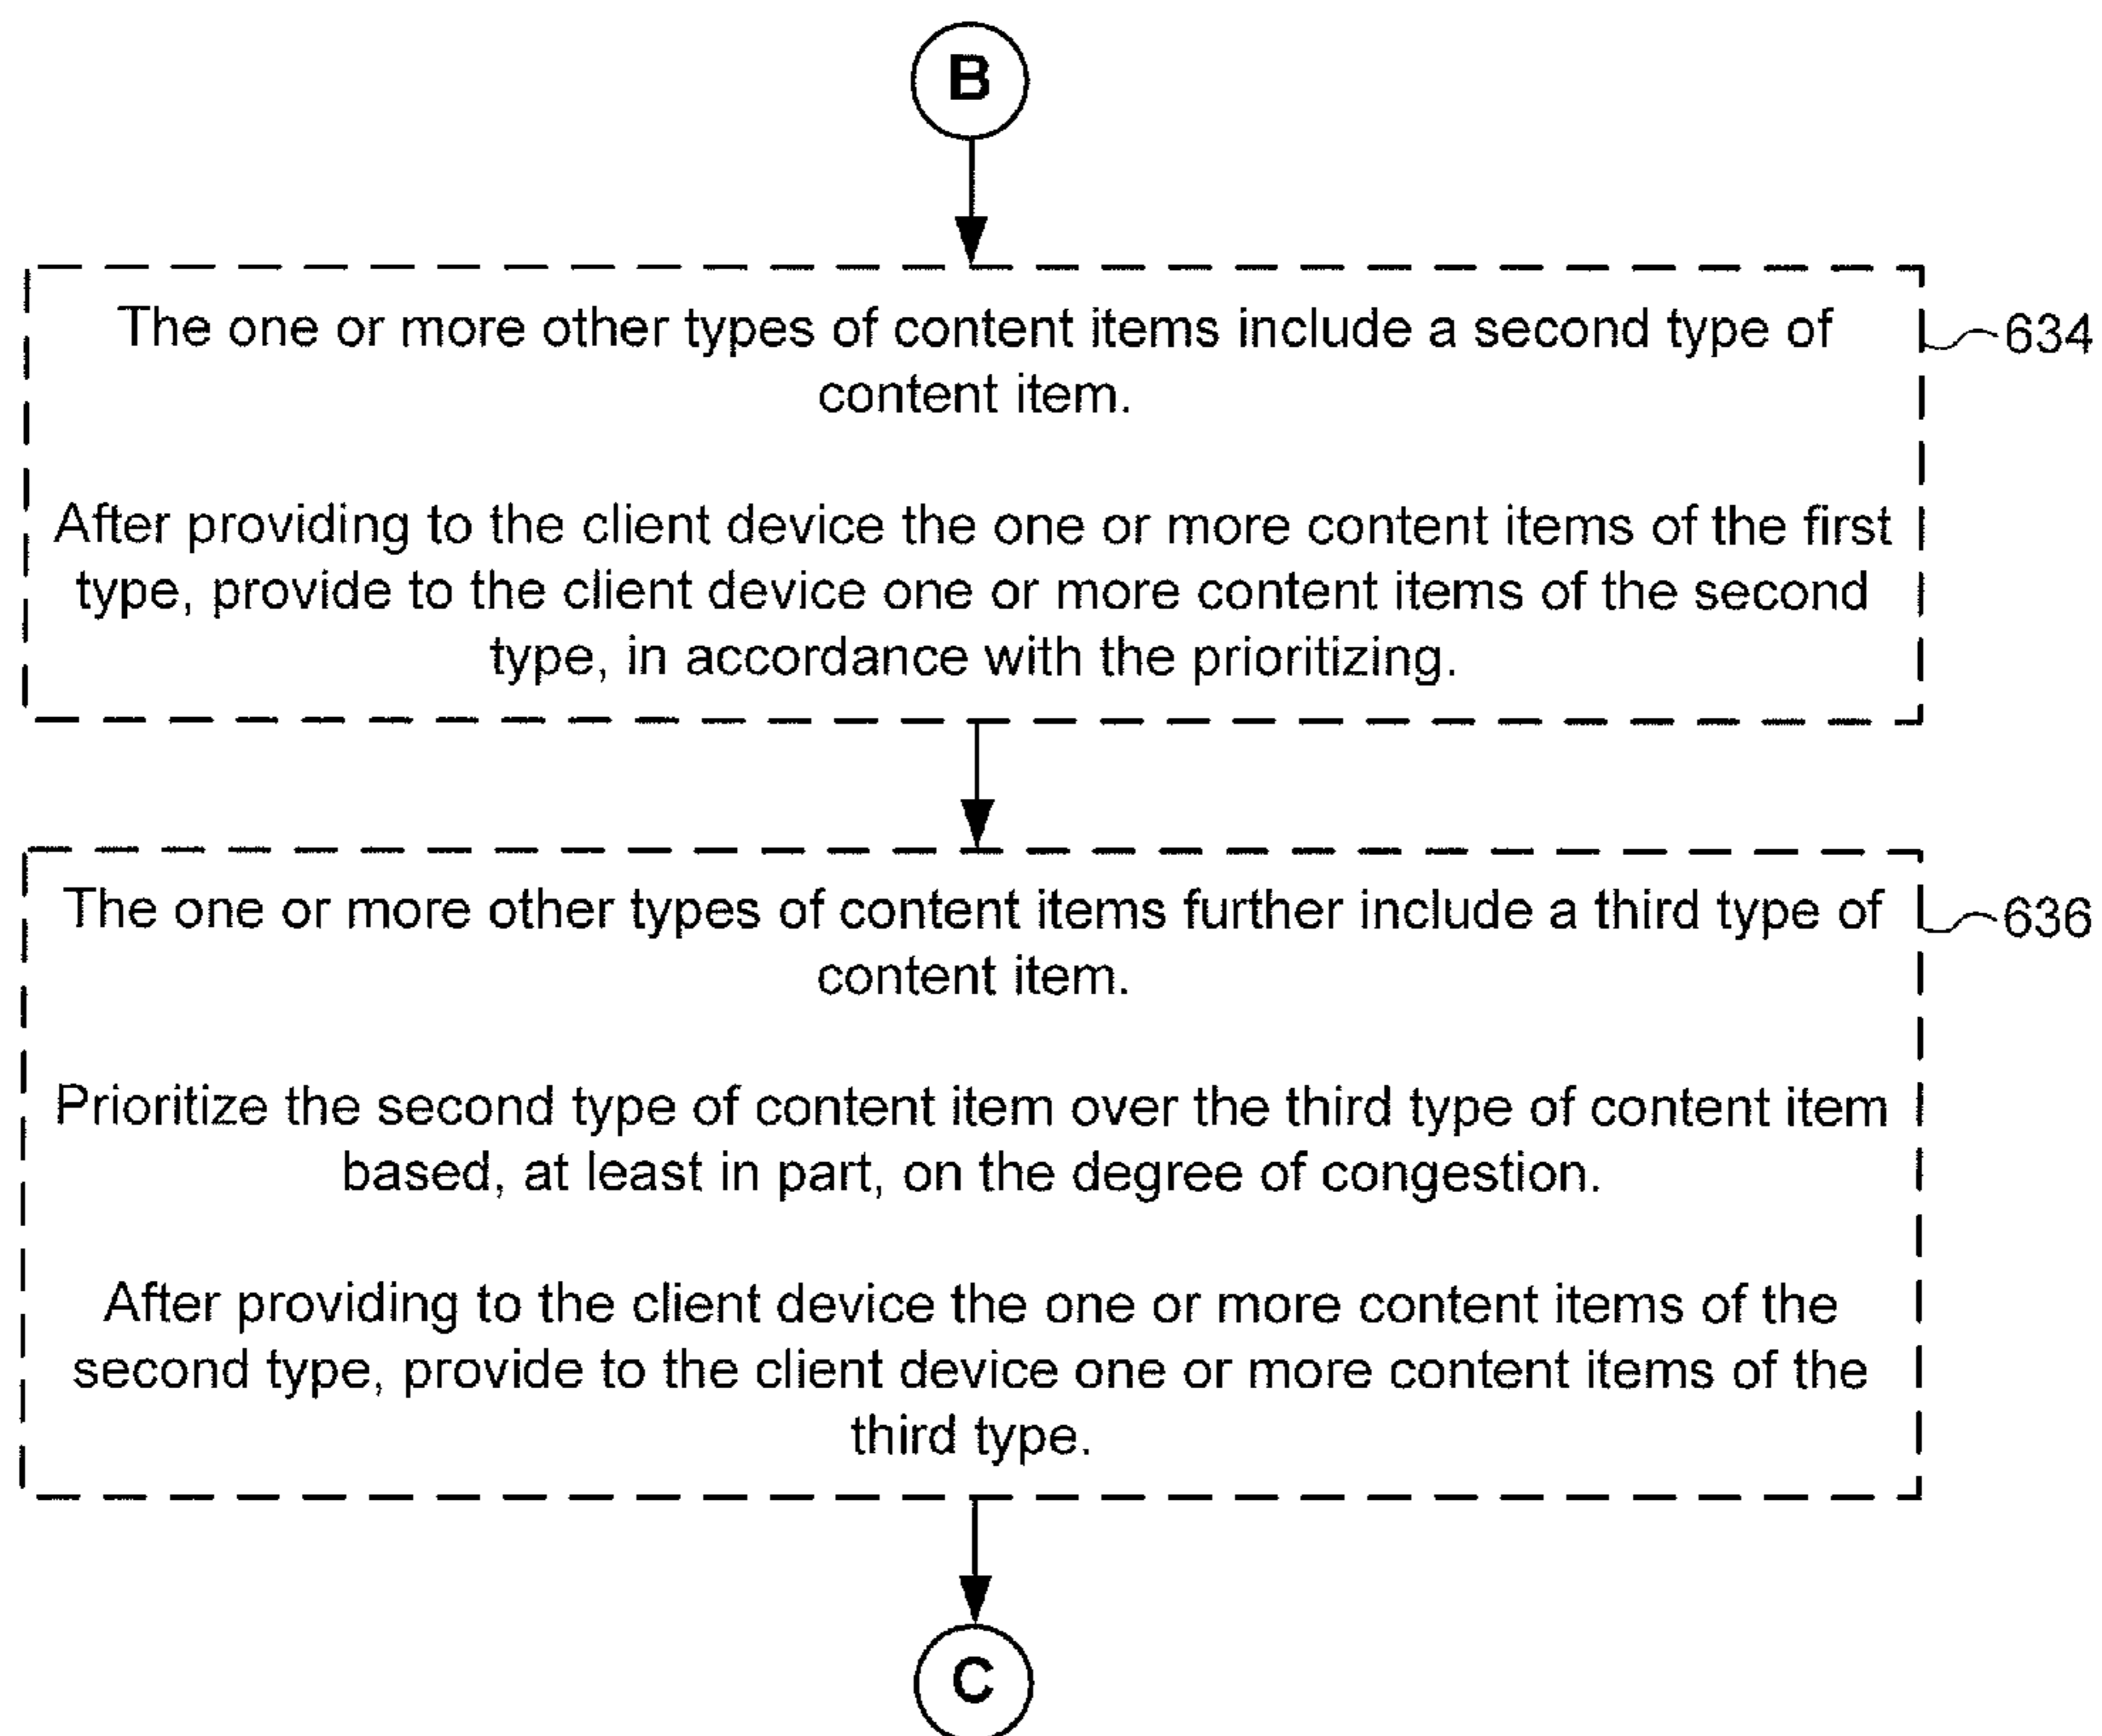 B
The one or more other types of content items include a second type of
content item.
634
After providing to the client device the one or more content items of the first
type, provide to the client device one or more content items of the second
type, in accordance with the prioritizing.
The one or more other types of content items further include a third type of
content item.
636
Prioritize the second type of content item over the third type of content item
based, at least in part, on the degree of congestion.
After providing to the client device the one or more content items of the
second type, provide to the client device one or more content items of the
third type.
C